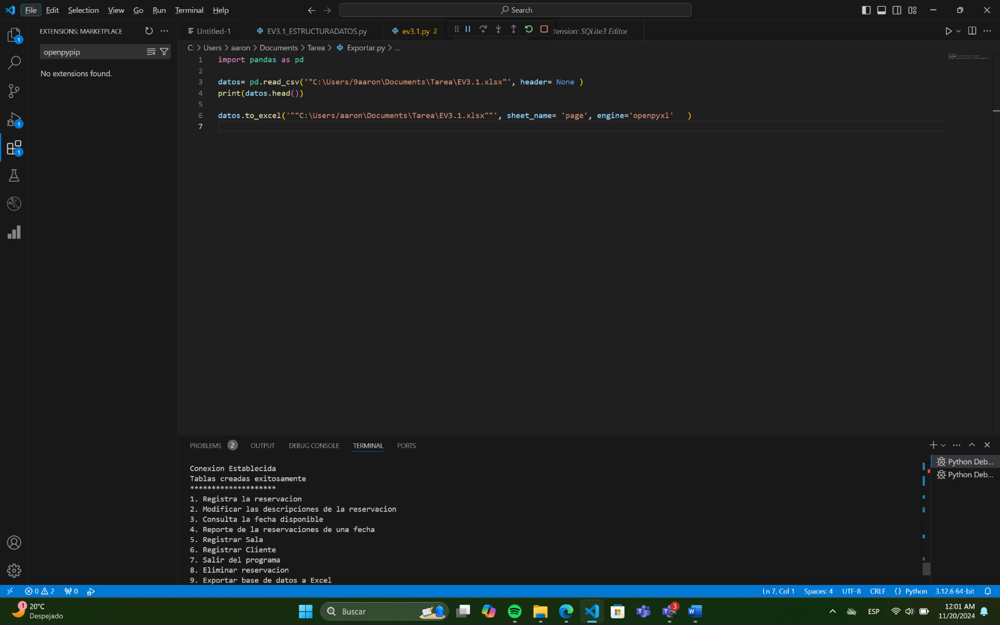 File Edit Selection View Go Run Terminal Help
Search
EXTENSIONS: MARKETPLACE
openpypip
No extensions found.
Untitled-1
EV3.1_ESTRUCTURADATOS.py
ev3.1.py 2
tension: SQLite3 Editor
C: > Users > aaron > Documents > Tarea > Exportar.py > ...
1 import pandas as pd
2
3 datos= pd.read_csv('"C:\Users/9aaron\Documents\Tarea\EV3.1.xlsx"', header= None )
4 print(datos.head())
5
6 datos.to_excel('""C:\Users/aaron\Documents\Tarea\EV3.1.xlsx""', sheet_name= 'page', engine='openpyxl'   )
7
1
1
1
PROBLEMS 2 OUTPUT DEBUG CONSOLE TERMINAL PORTS
Conexion Establecida
Tablas creadas exitosamente
********************
1. Registra la reservacion
2. Modificar las descripciones de la reservacion
3. Consulta la fecha disponible
4. Reporte de la reservaciones de una fecha
5. Registrar Sala
6. Registrar Cliente
7. Salir del programa
8. Eliminar reservacion
9. Exportar base de datos a Excel
Python Deb...
Python Deb...
0 2 0
Ln 7, Col 1 Spaces: 4 UTF-8 CRLF {} Python 3.12.6 64-bit
1 20°C
Despejado
Buscar
3
ESP
12:01 AM
11/20/2024